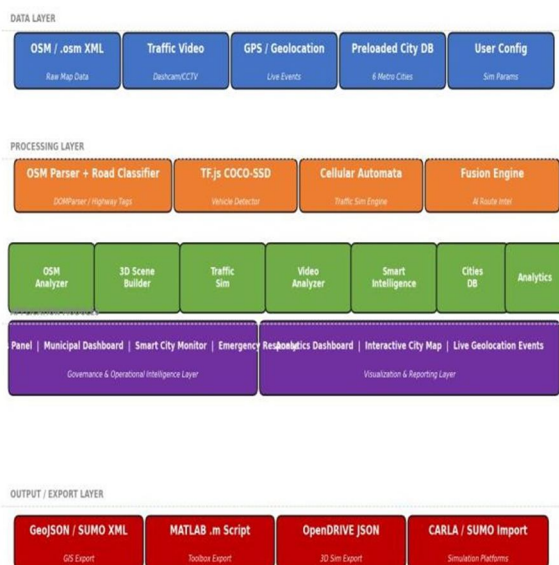 DATA LAYER
OSM / .osm XML
Raw Map Data
Traffic Video
Dashcam/CCTV
GPS / Geolocation
Live Events
Preloaded City DB
6 Metro Cities
User Config
Sim Params
PROCESSING LAYER
OSM Parser + Road Classifier
DOMParser / Highway Tags
TF.js COCO-SSD
Vehicle Detector
Cellular Automata
Traffic Sim Engine
Fusion Engine
AI Route Intel
OSM
Analyzer
3D Scene
Builder
Traffic
Sim
Video
Analyzer
Smart
Intelligence
Cities
DB
Analytics
Panel | Municipal Dashboard | Smart City Monitor | Emergency
Governance & Operational Intelligence Layer
Dashboard | Interactive City Map | Live Geolocation Events
Visualization & Reporting Layer
OUTPUT / EXPORT LAYER
GeoJSON / SUMO XML
GIS Export
MATLAB .m Script
Toolbox Export
OpenDRIVE JSON
3D Sim Export
CARLA / SUMO Import
Simulation Platforms